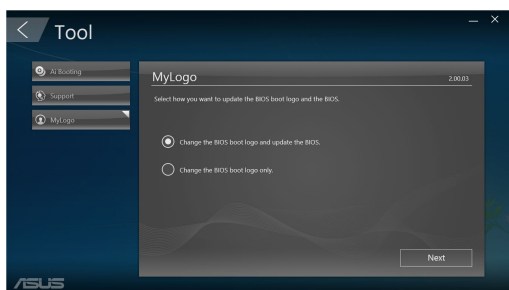 Tool
Ai Booting
Support
MyLogo
MyLogo
2.00.03
Select how you want to update the BIOS boot logo and the BIOS.
Change the BIOS boot logo and update the BIOS.
Change the BIOS boot logo only.
Next
ASUS